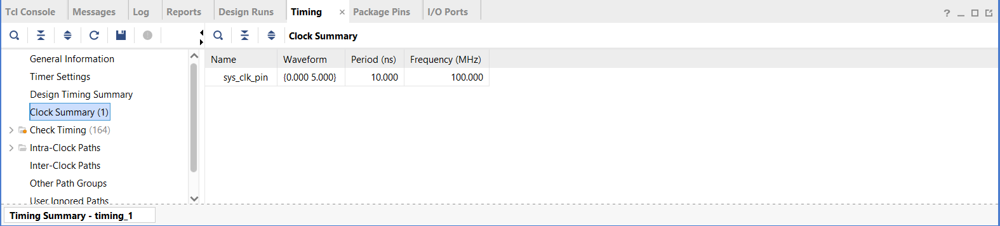 Tcl Console Messages Log Reports Design Runs Timing × Package Pins I/O Ports ?
Clock Summary
General Information
Timer Settings
Design Timing Summary
Clock Summary (1)
Check Timing (164)
Intra-Clock Paths
Inter-Clock Paths
Other Path Groups
User Ignored Paths
Name Waveform Period (ns) Frequency (MHz)
sys_clk_pin {0.000 5.000} 10.000 100.000
Timing Summary - timing_1